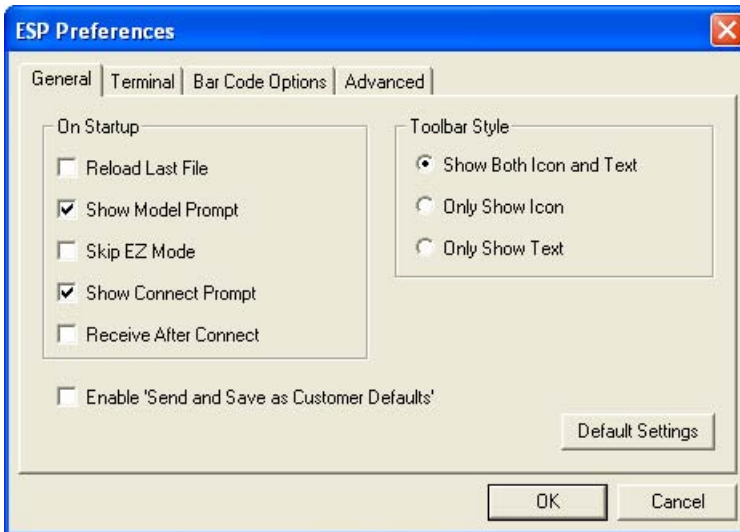 ESP Preferences
General Terminal Bar Code Options Advanced
On Startup
Reload Last File
Show Model Prompt
Skip EZ Mode
Show Connect Prompt
Receive After Connect
Toolbar Style
Show Both Icon and Text
Only Show Icon
Only Show Text
Enable 'Send and Save as Customer Defaults'
Default Settings
OK Cancel